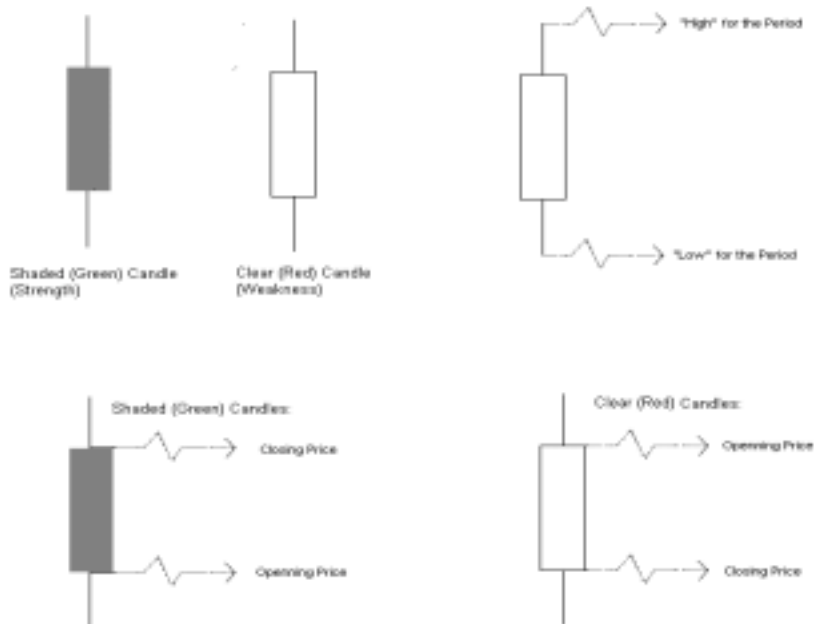 "High" for the Period
Shaded (Green) Candle
(Strength)
Clear (Red) Candle
(Weakness)
"Low" for the Period
Shaded (Green) Candles:
Clear (Red) Candles:
Closing Price
Openning Price
Openning Price
Closing Price